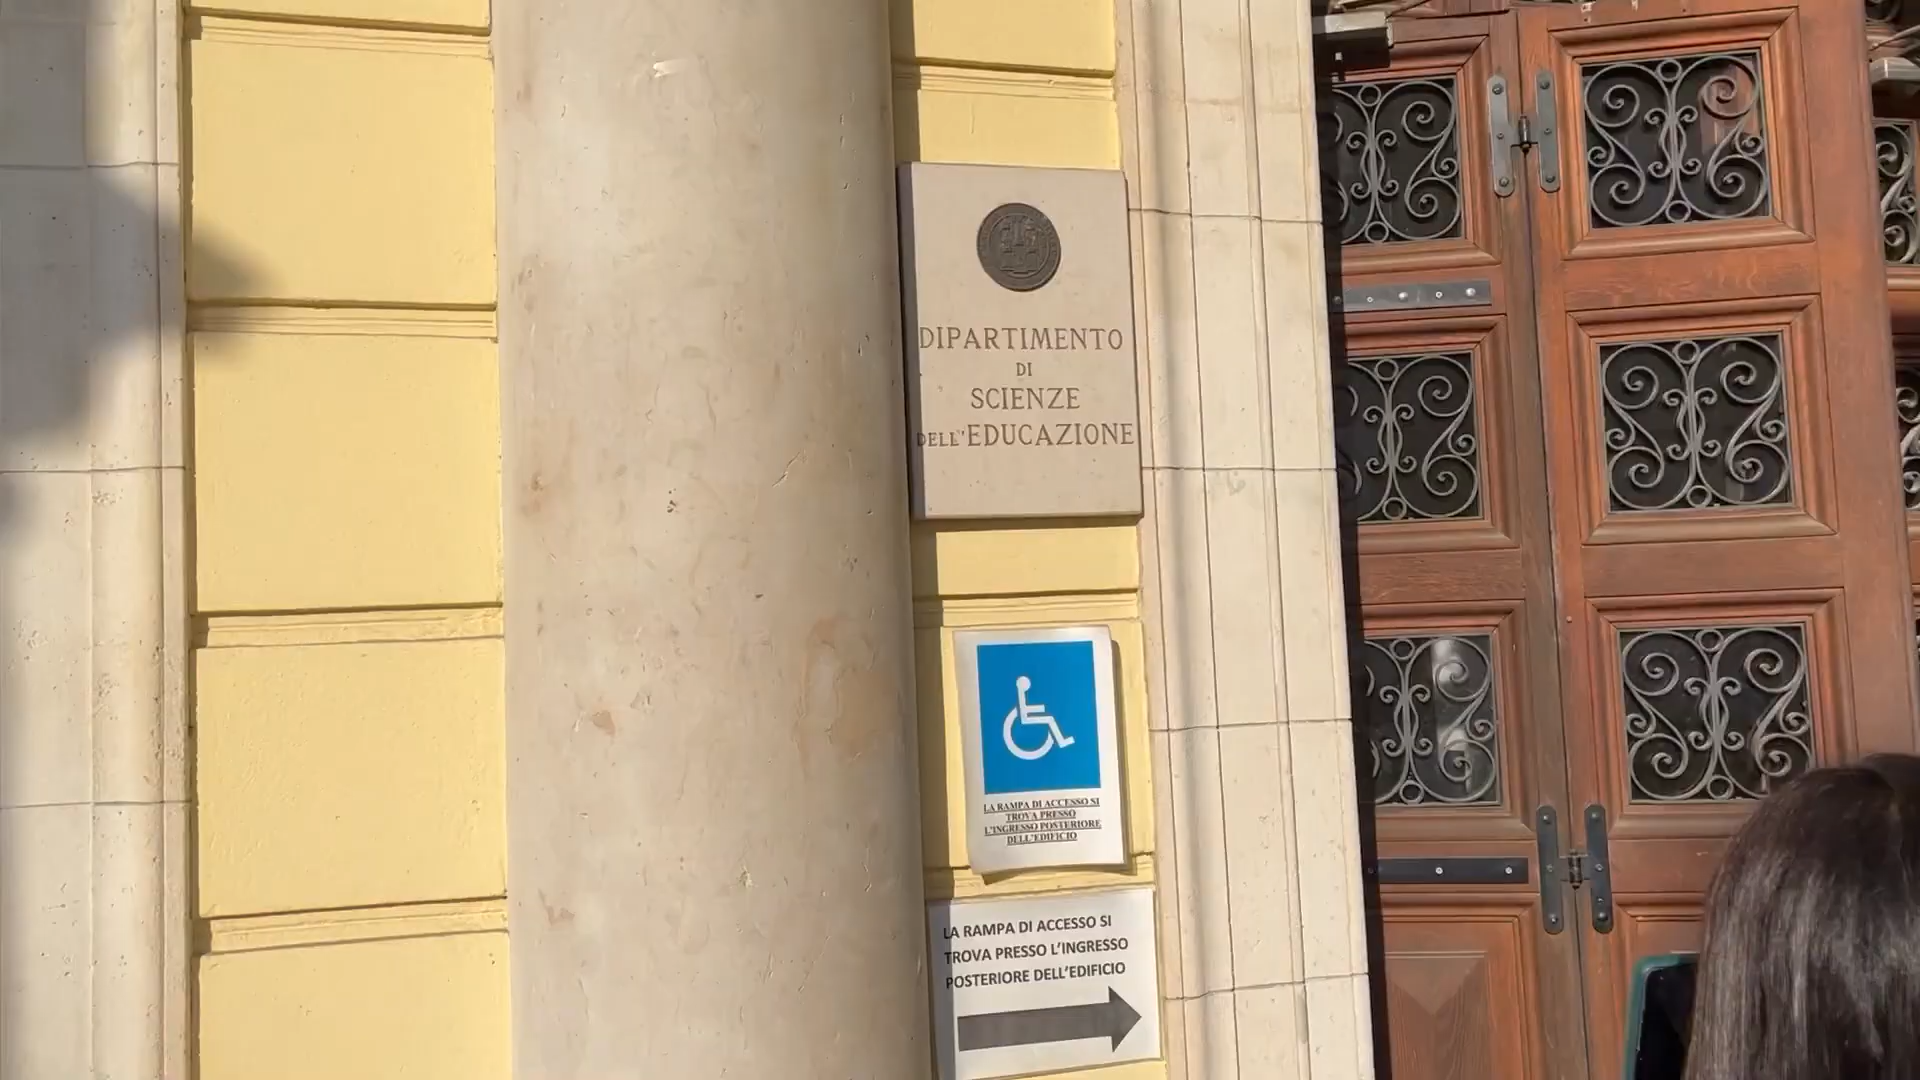 DIPARTIMENTO
DI
SCIENZE
DELL'EDUCAZIONE
LA RAMPA DI ACCESSO SI
TROVA PRESSO
L'INGRESSO POSTERIORE
DELL'EDIFICIO
LA RAMPA DI ACCESSO SI
TROVA PRESSO L'INGRESSO
POSTERIORE DELL'EDIFICIO